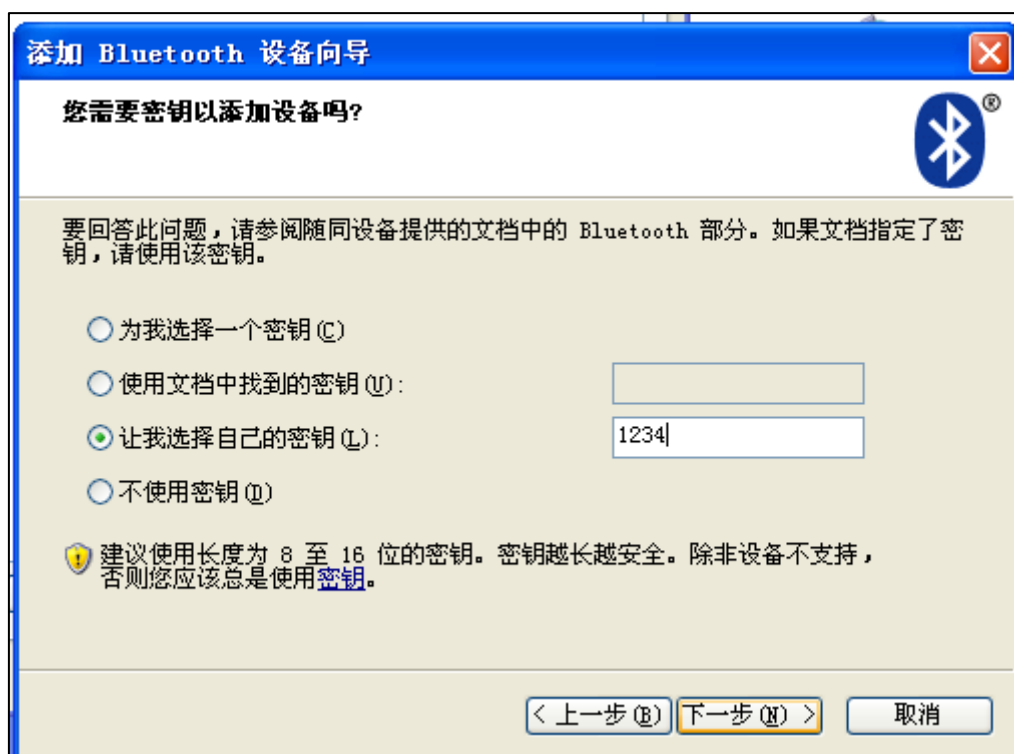 添加 Bluetooth 设备向导
您需要密钥以添加设备吗?
®
要回答此问题,请参阅随同设备提供的文档中的 Bluetooth 部分。如果文档指定了密
钥,请使用该密钥。
为我选择一个密钥(C)
使用文档中找到的密钥(U):
让我选择自己的密钥(L): 1234
不使用密钥(D)
建议使用长度为 8 至 16 位的密钥。密钥越长越安全。除非设备不支持,
否则您应该总是使用密钥。
< 上一步(B) 下一步(N) > 取消